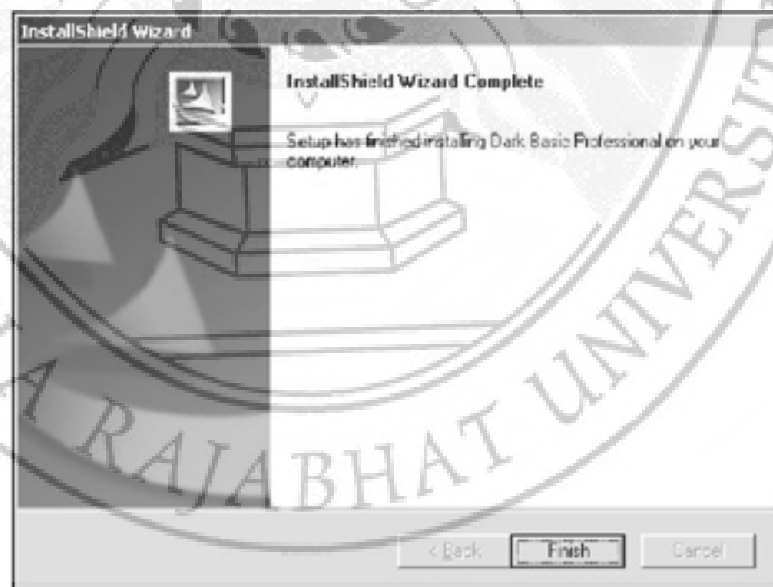 InstallShield Wizard
InstallShield Wizard Complete
Setup has finished installing Dark Basic Professional on your
computer.
A RAJABHAT UNIVERSIT
< Back
Finish
Cancel